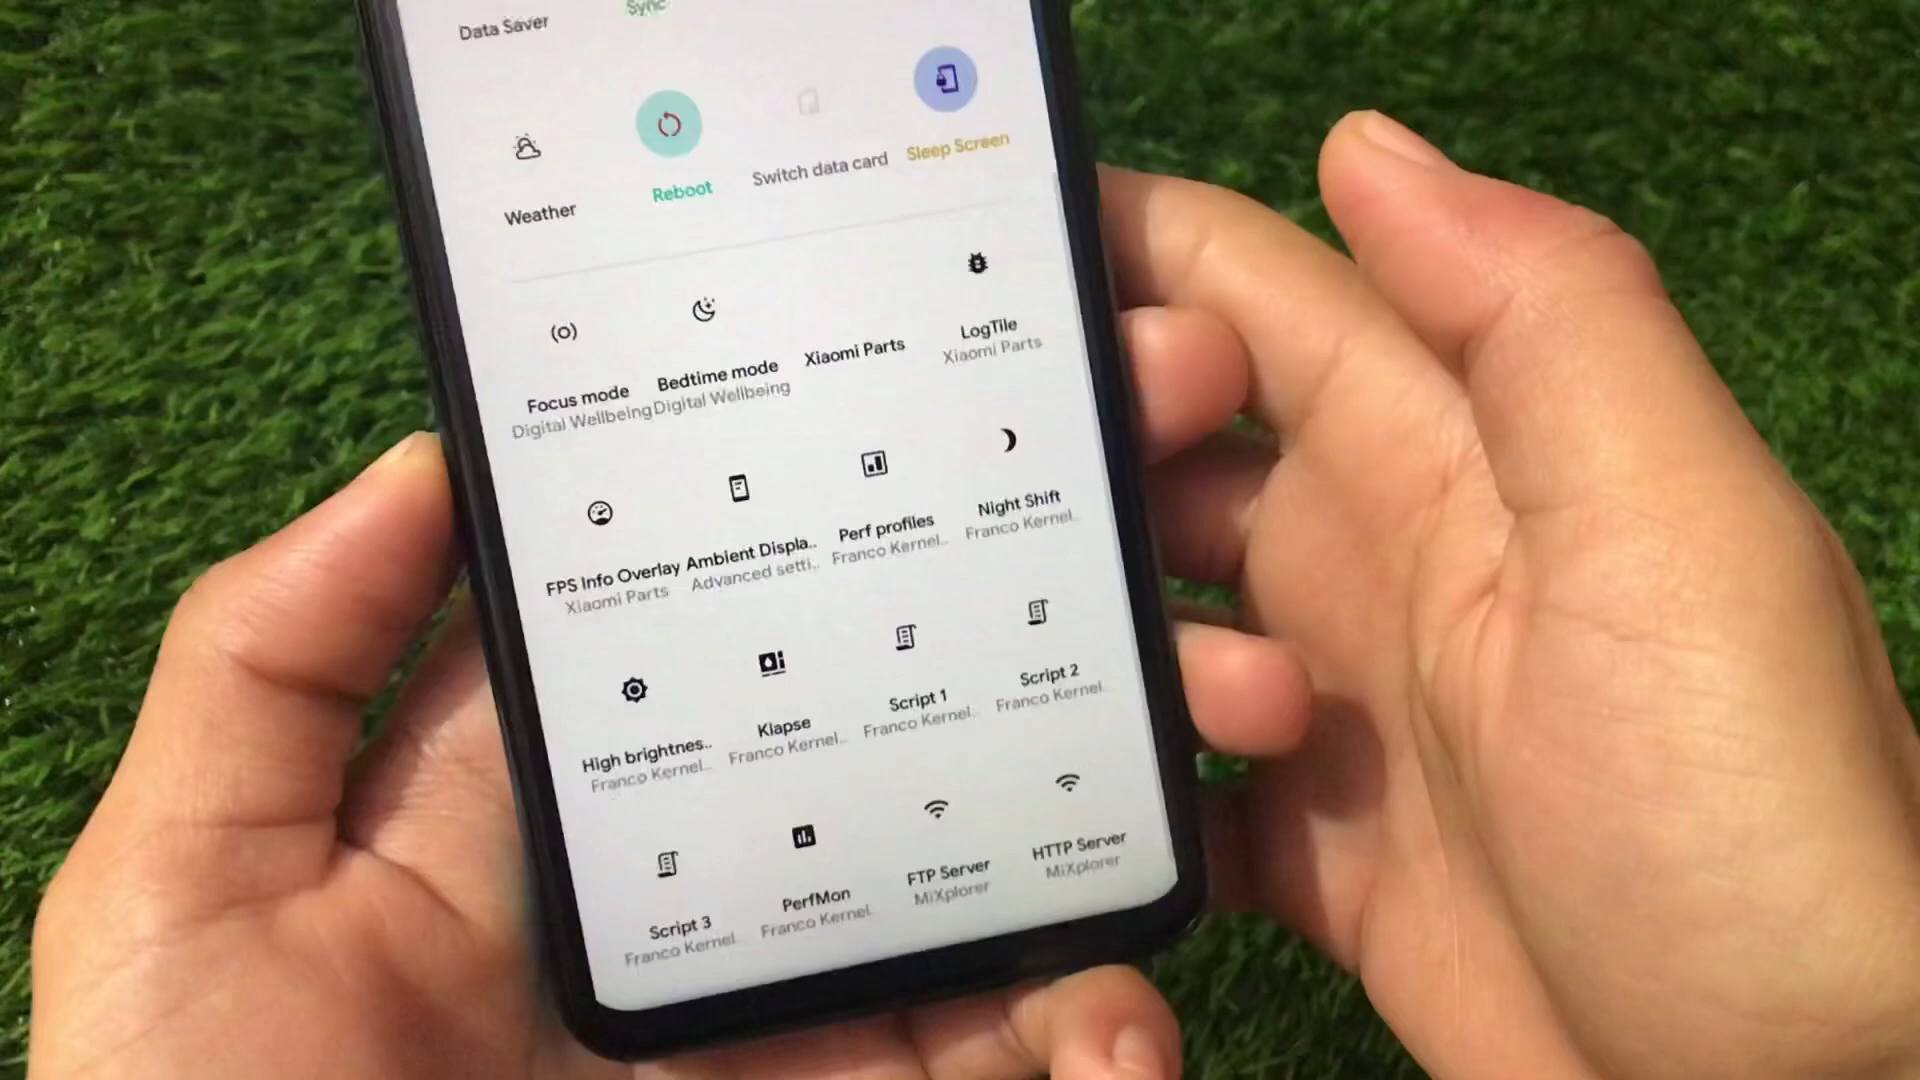 Data Saver
Sync
Weather
Reboot
Switch data card
Sleep Screen
Focus mode
Digital Wellbeing
Bedtime mode
Digital Wellbeing
Xiaomi Parts
LogTile
Xiaomi Parts
FPS Info Overlay
Xiaomi Parts
Ambient Displa..
Advanced setti..
Perf profiles
Franco Kernel..
Night Shift
Franco Kernel..
High brightnes..
Franco Kernel..
Klapse
Franco Kernel..
Script 1
Franco Kernel..
Script 2
Franco Kernel..
Script 3
Franco Kernel..
PerfMon
Franco Kernel..
FTP Server
MiXplorer
HTTP Server
MiXplorer